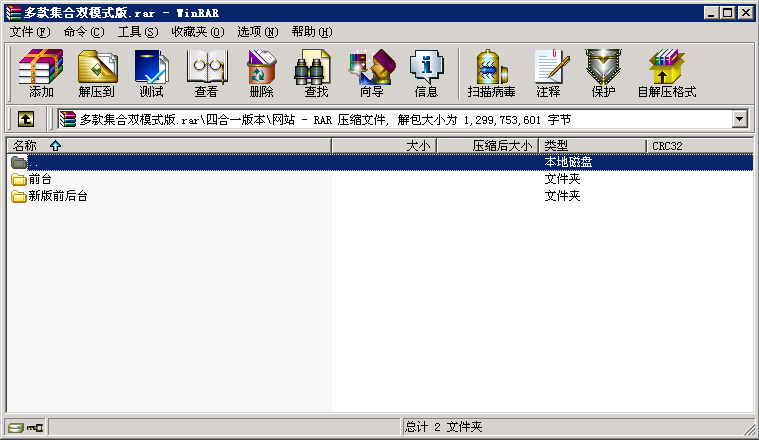 多款集合双模式版.rar - WinRAR
文件(F) 命令(C) 工具(S) 收藏夹(O) 选项(N) 帮助(H)
添加 解压到 测试 查看 删除 查找 向导 信息 扫描病毒 注释 保护 自解压格式
多款集合双模式版.rar\四合一版本\网站 - RAR 压缩文件, 解包大小为 1,299,753,601 字节
名称 大小 压缩后大小 类型 CRC32
.. 本地磁盘
前台 文件夹
新版前后台 文件夹
总计 2 文件夹